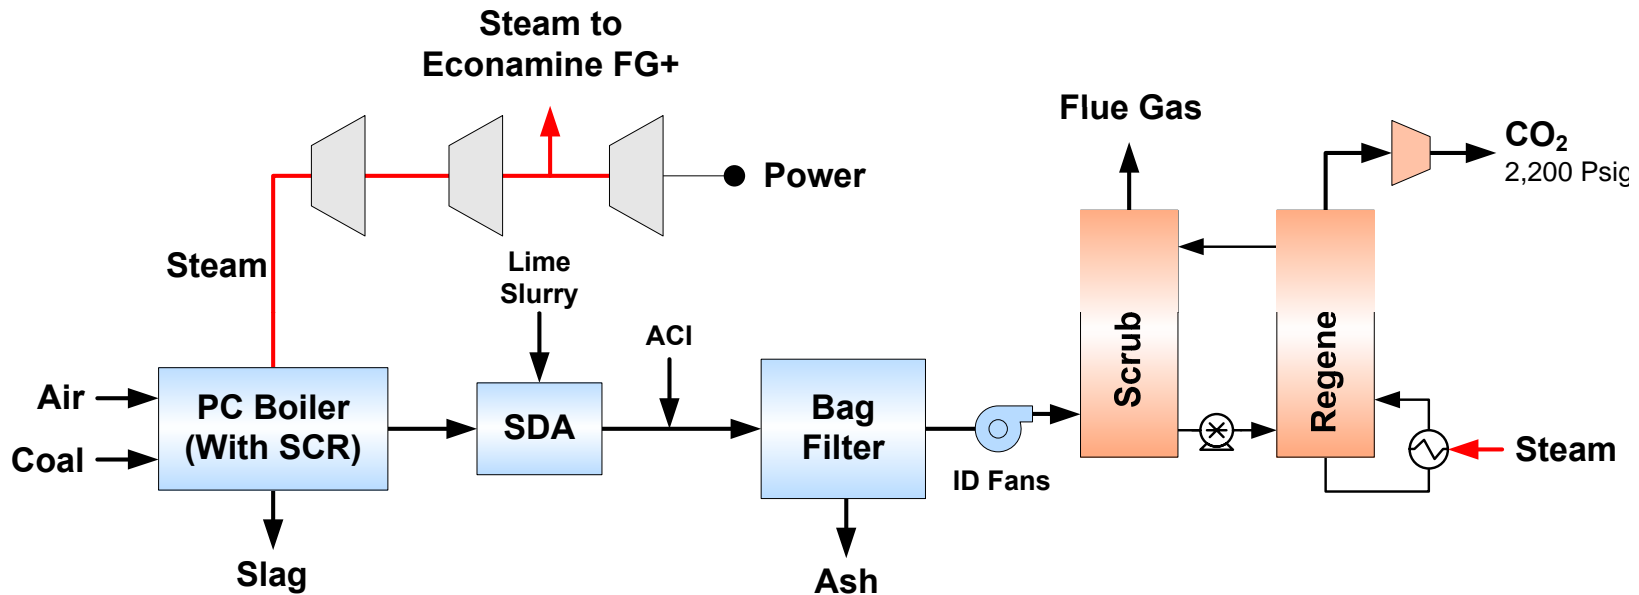 Steam to
Econamine FG+
Flue Gas
CO₂
2,200 Psig
Power
Steam
Lime
Slurry
ACI
Air
Coal
PC Boiler
(With SCR)
SDA
Bag
Filter
ID Fans
Scrub
Regene
Steam
Slag
Ash